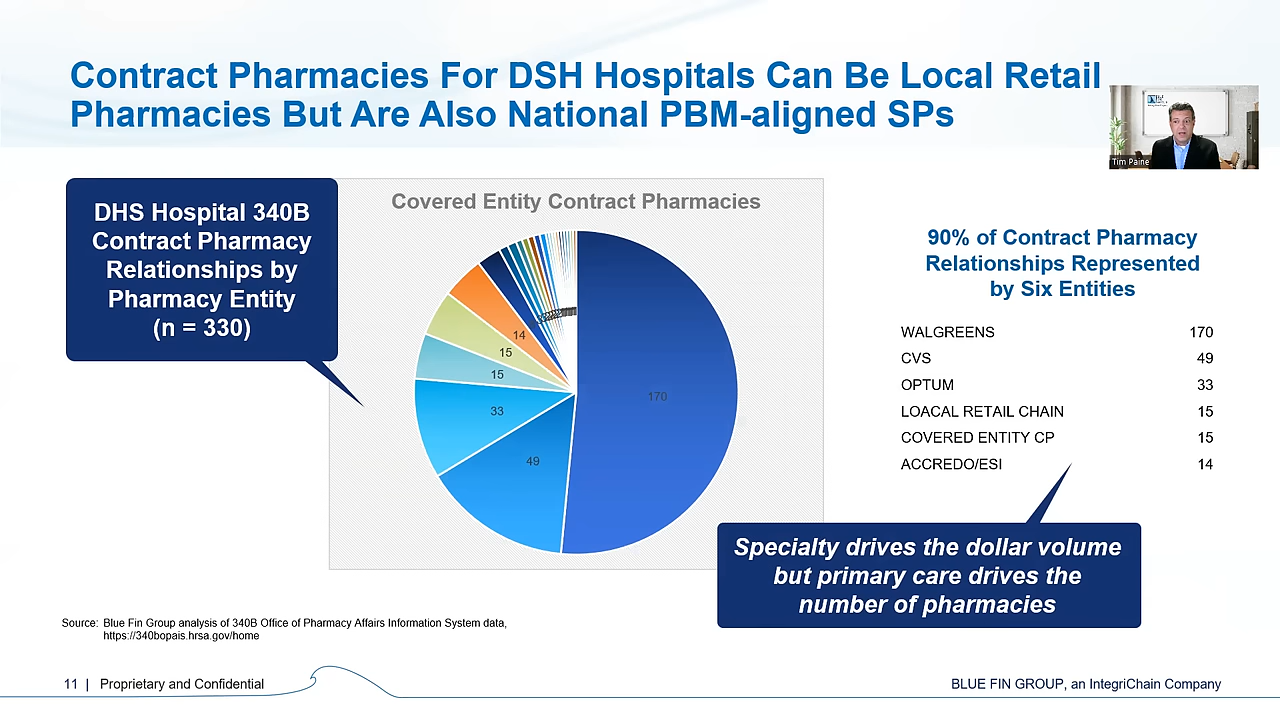 Contract Pharmacies For DSH Hospitals Can Be Local Retail
Pharmacies But Are Also National PBM-aligned SPs
Tim Paine
DHS Hospital 340B
Contract Pharmacy
Relationships by
Pharmacy Entity
(n = 330)
Covered Entity Contract Pharmacies
14
15
15
33
49
170
90% of Contract Pharmacy
Relationships Represented
by Six Entities
WALGREENS 170
CVS 49
OPTUM 33
LOACAL RETAIL CHAIN 15
COVERED ENTITY CP 15
ACCREDO/ESI 14
Specialty drives the dollar volume
but primary care drives the
number of pharmacies
Source: Blue Fin Group analysis of 340B Office of Pharmacy Affairs Information System data,
https://340bopais.hrsa.gov/home
11 | Proprietary and Confidential
BLUE FIN GROUP, an IntegriChain Company